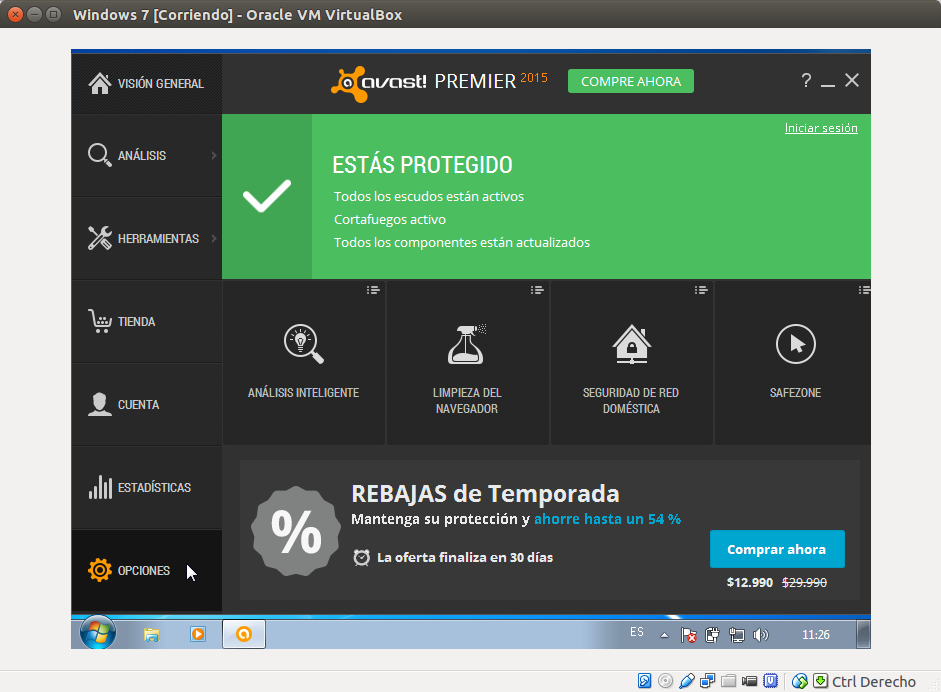 Windows 7 [Corriendo] - Oracle VM VirtualBox
VISIÓN GENERAL
avast! PREMIER 2015
COMPRE AHORA
?
Iniciar sesión
ANÁLISIS
ESTÁS PROTEGIDO
Todos los escudos están activos
Cortafuegos activo
Todos los componentes están actualizados
HERRAMIENTAS
TIENDA
CUENTA
ESTADÍSTICAS
OPCIONES
ANÁLISIS INTELIGENTE
LIMPIEZA DEL
NAVEGADOR
SEGURIDAD DE RED
DOMÉSTICA
SAFEZONE
%
REBAJAS de Temporada
Mantenga su protección y ahorre hasta un 54 %
La oferta finaliza en 30 días
Comprar ahora
$12.990 $29.990
ES
11:26
Ctrl Derecho